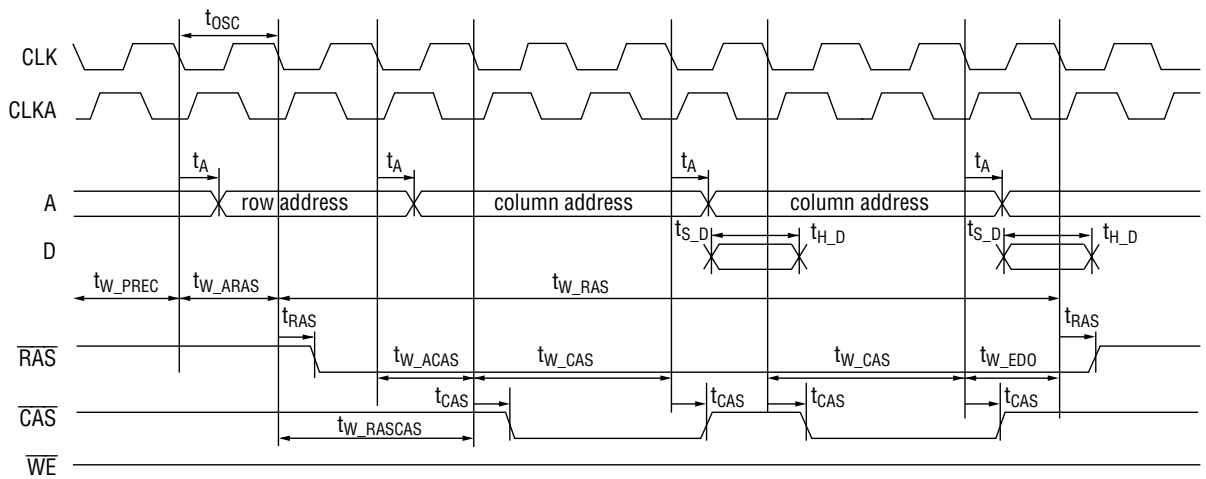 tOSC
CLK
CLKA
tA tA tA tA
A row address column address column address
D tS_D tH_D tS_D tH_D
tW_PREC tW_ARAS tW_RAS
tRAS tRAS
RAS tW_ACAS tW_CAS tW_CAS tW_EDO
CAS tCAS tCAS tCAS tCAS
tW_RASCAS
WE